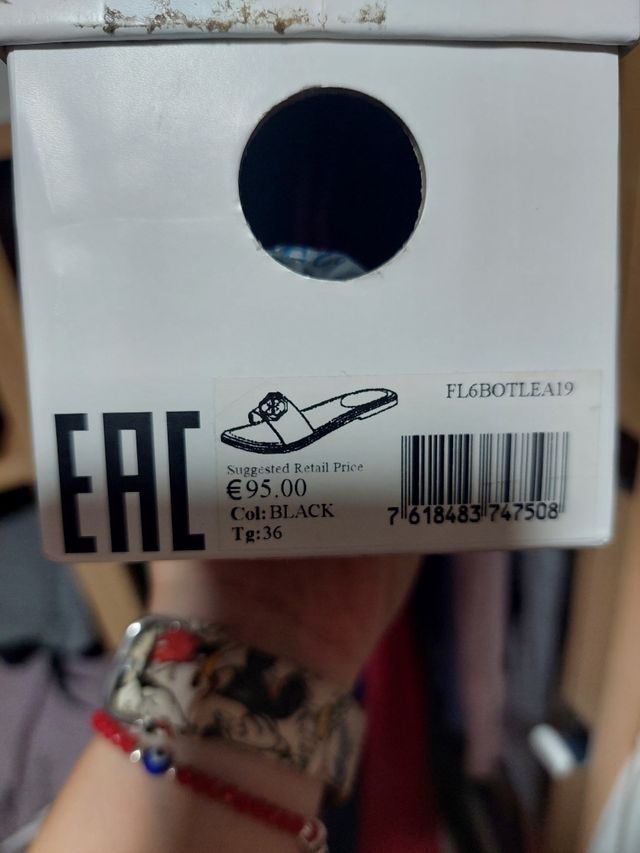 FL6BOTLEA19
Suggested Retail Price
€95.00
Col: BLACK
Tg:36
7 618483 747508
EAC